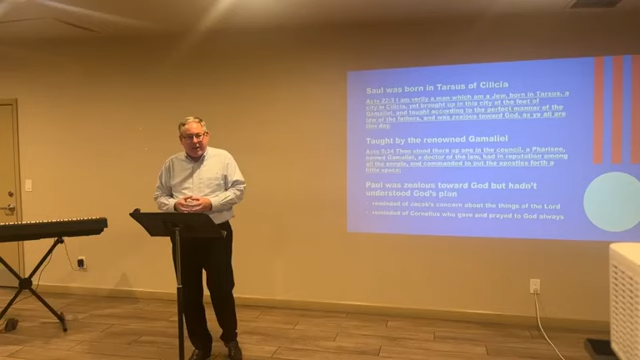 Saul was born in Tarsus of Cilicia
Acts 22:3 I am verily a man which am a Jew, born in Tarsus, a
city in Cilicia, yet brought up in this city at the feet of
Gamaliel, and taught according to the perfect manner of the
law of the fathers, and was zealous toward God, as ye all are
this day.
Taught by the renowned Gamaliel
Acts 5:34 Then stood there up one in the council, a Pharisee,
named Gamaliel, a doctor of the law, had in reputation among
all the people, and commanded to put the apostles forth a
little space;
Paul was zealous toward God but hadn't
understood God's plan
- reminded of Jacob's concern about the things of the Lord
- reminded of Cornelius who gave and prayed to God always